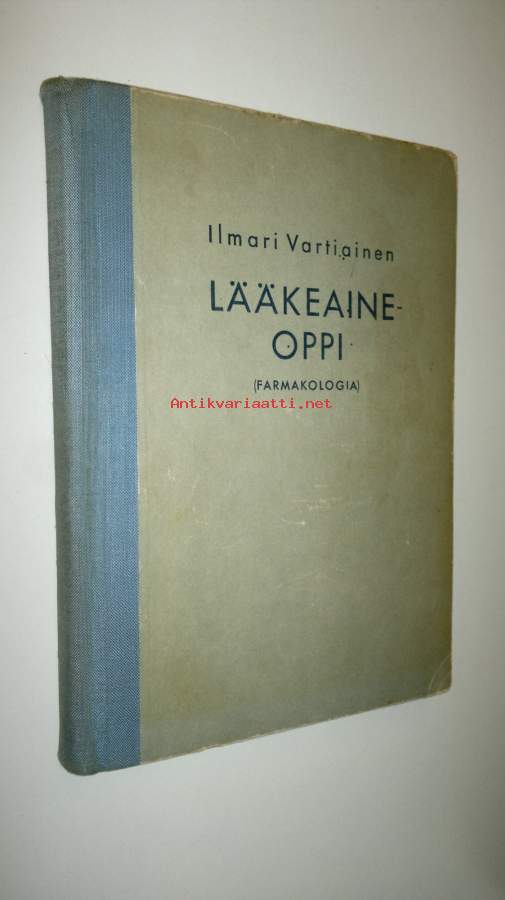 Ilmari Vartiainen
LÄÄKEAINE-
OPPI
(FARMAKOLOGIA)
Antikvariaatti.net